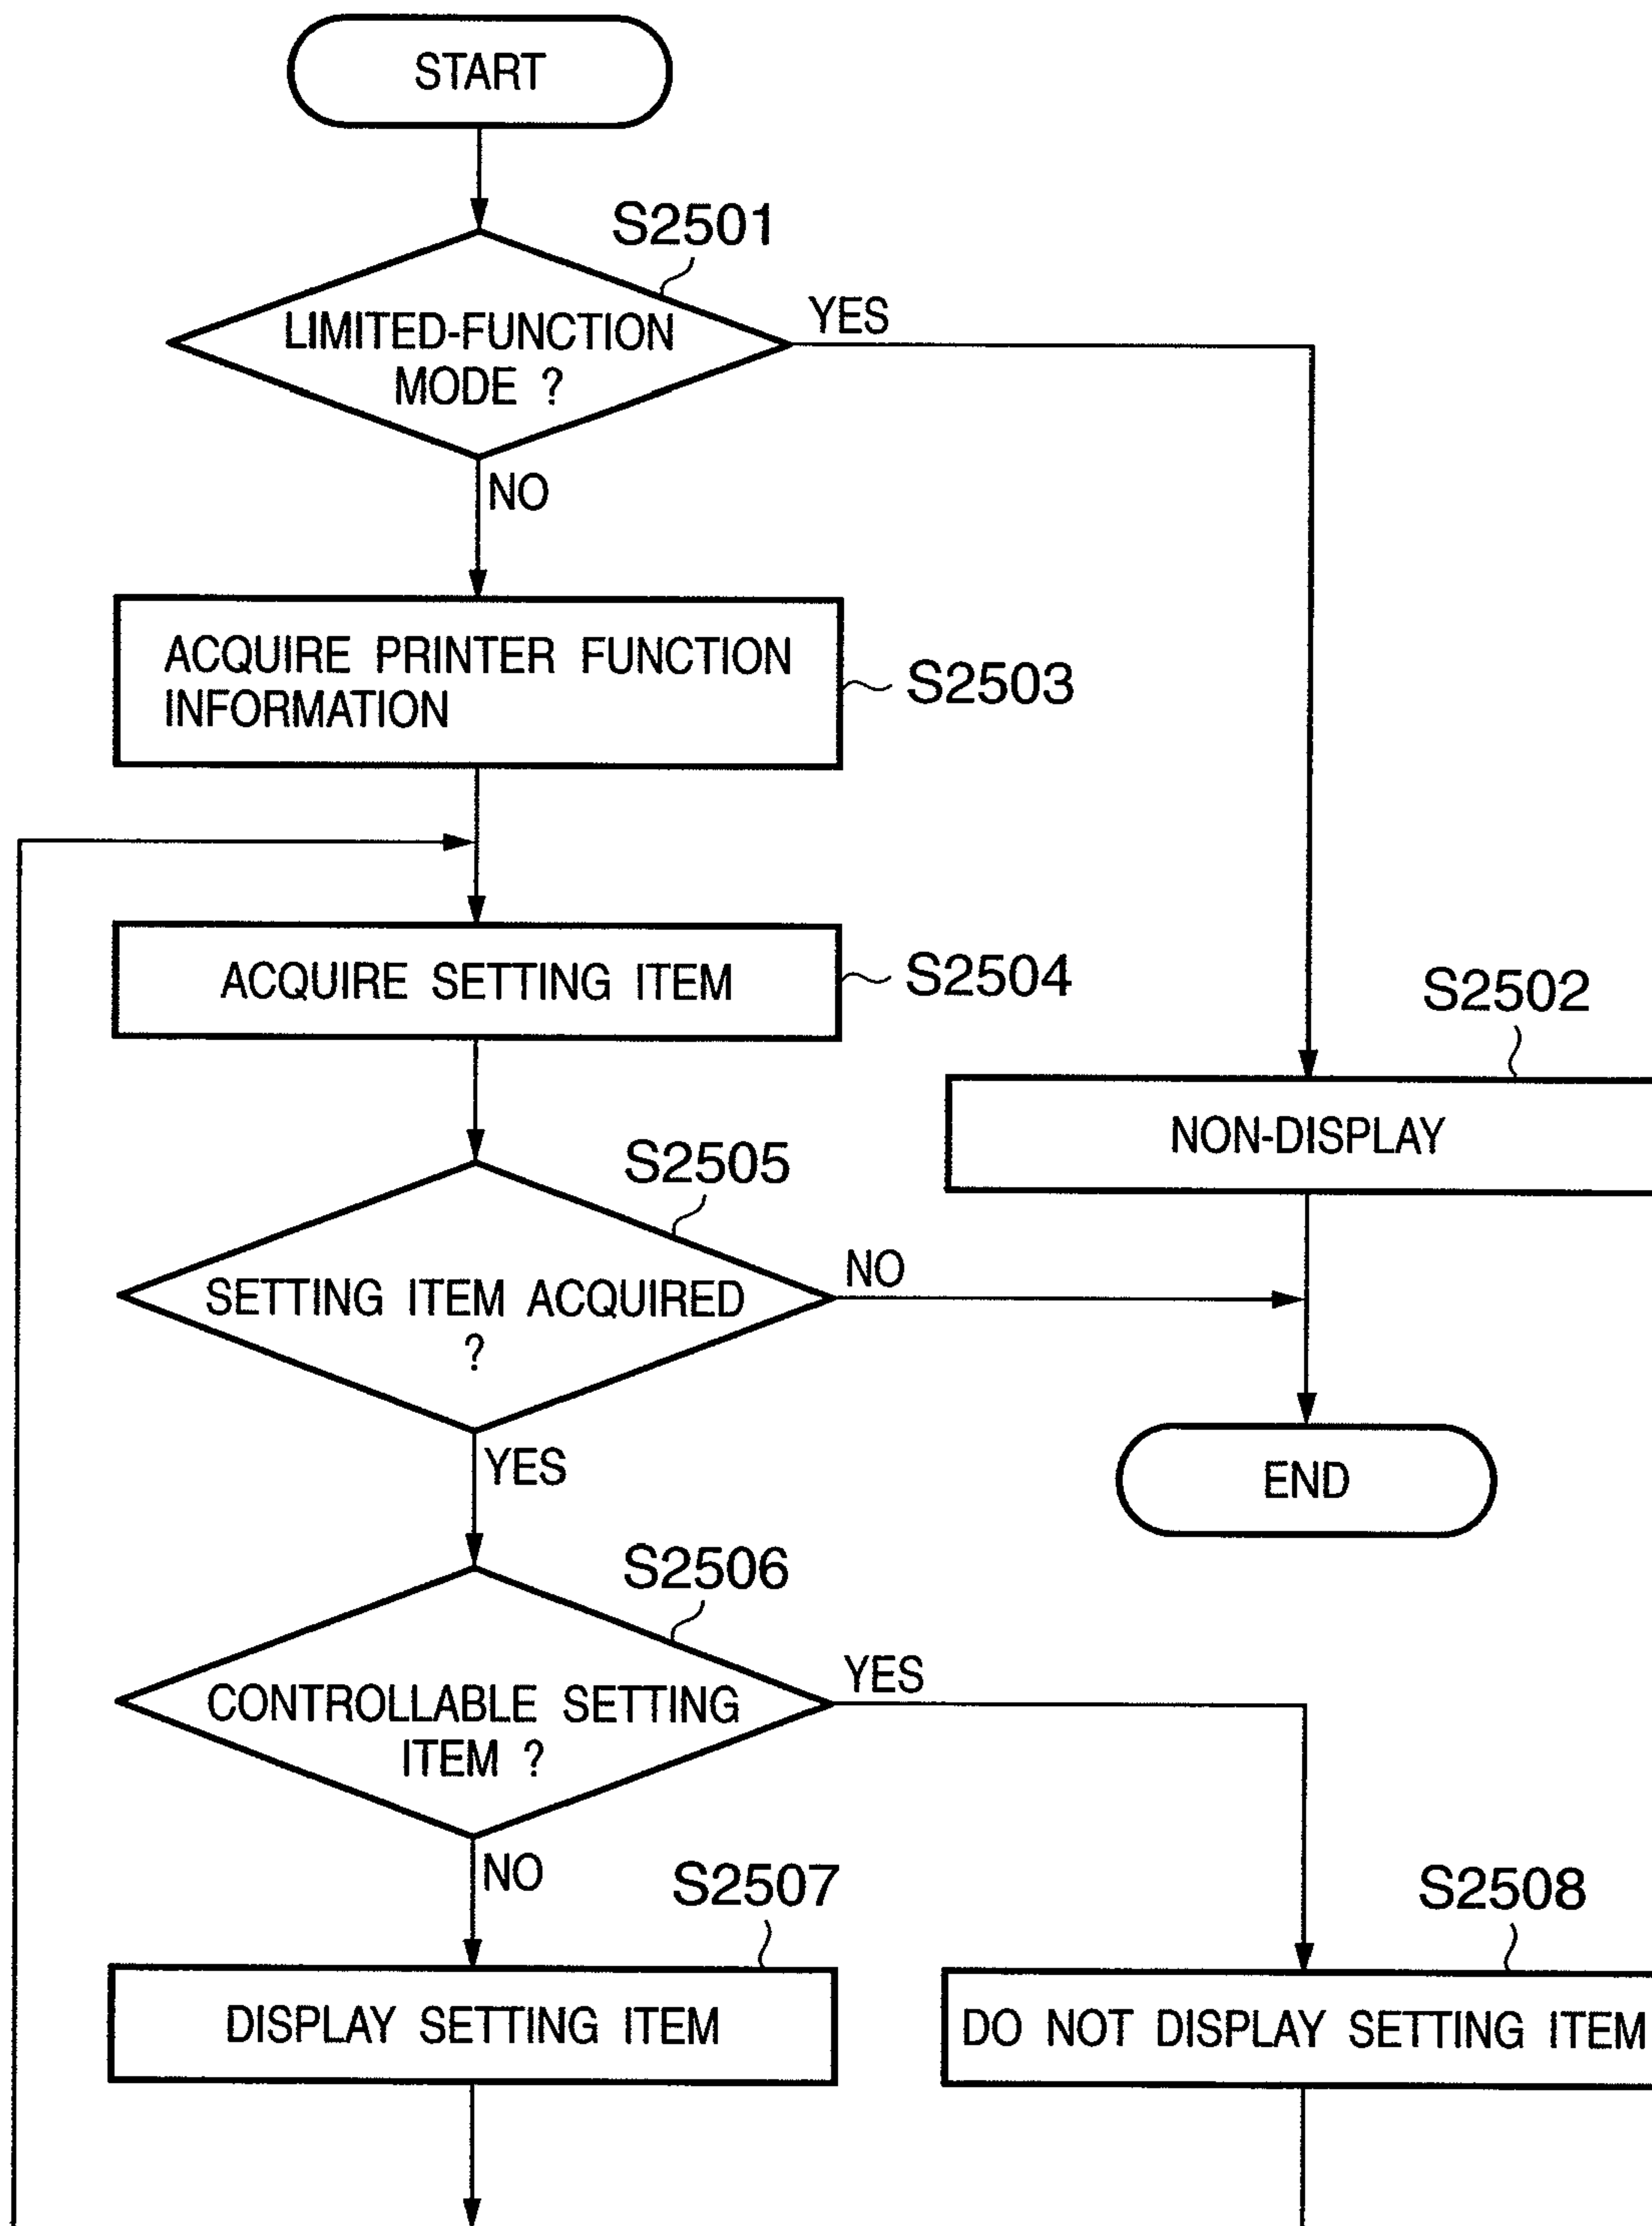 START
S2501
LIMITED-FUNCTION
MODE ?
YES
NO
ACQUIRE PRINTER FUNCTION
INFORMATION
S2503
ACQUIRE SETTING ITEM
S2504
S2502
NON-DISPLAY
S2505
SETTING ITEM ACQUIRED
?
NO
YES
END
S2506
CONTROLLABLE SETTING
ITEM ?
YES
NO
S2507
S2508
DISPLAY SETTING ITEM
DO NOT DISPLAY SETTING ITEM